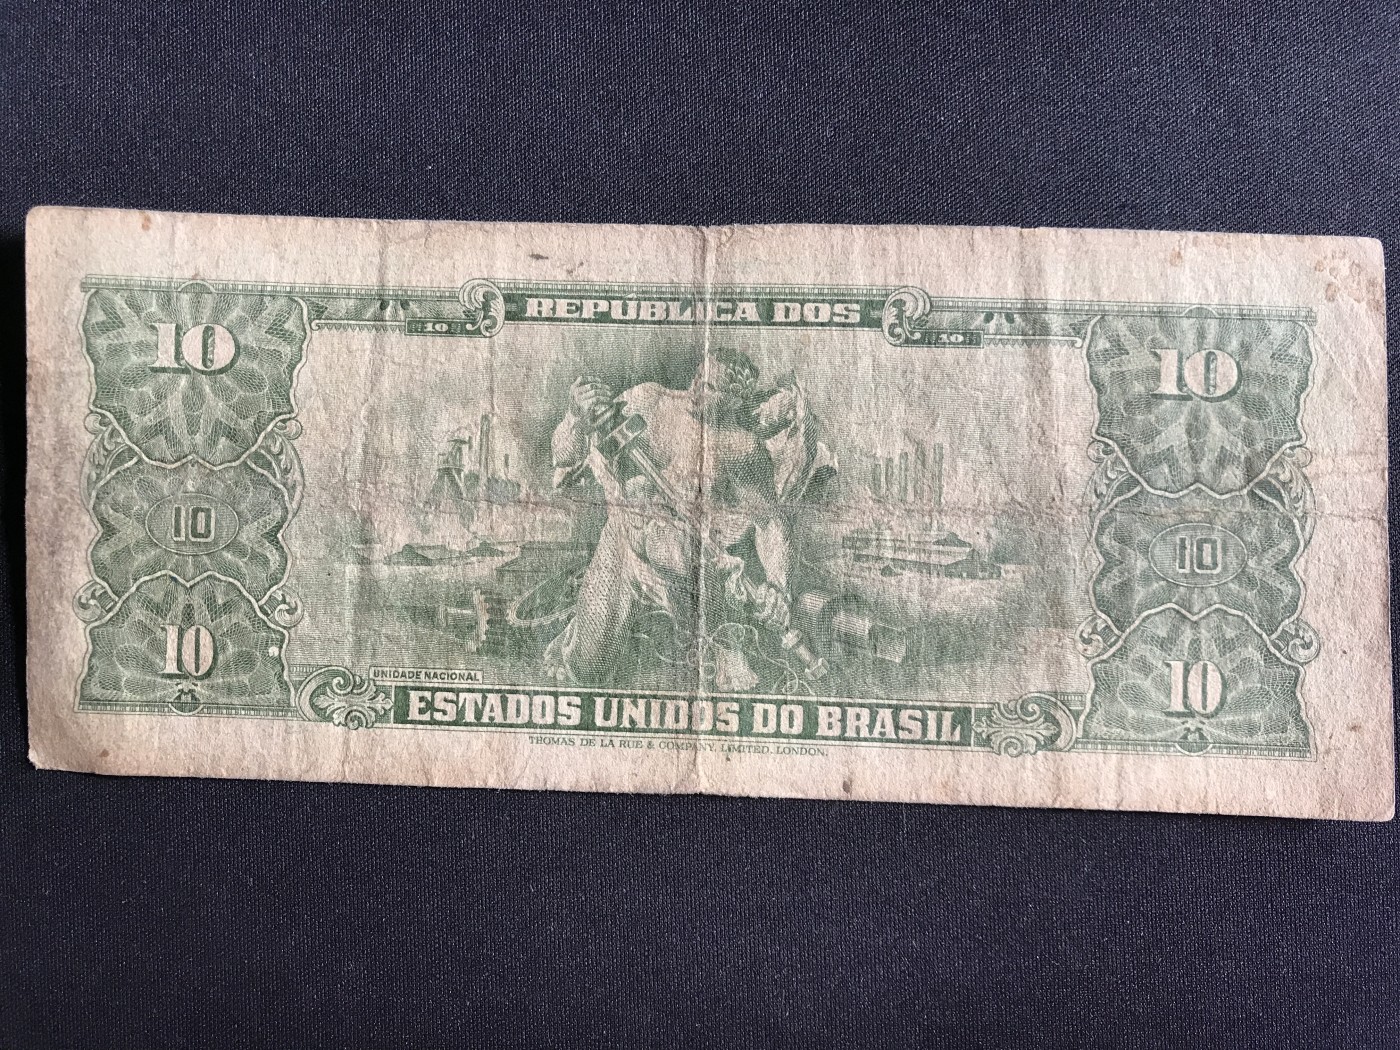 REPÚBLICA DOS
10 10
10 10
10 10
10 10
UNIDADE NACIONAL
ESTADOS UNIDOS DO BRASIL
THOMAS DE LA RUE & COMPANY, LIMITED, LONDON.